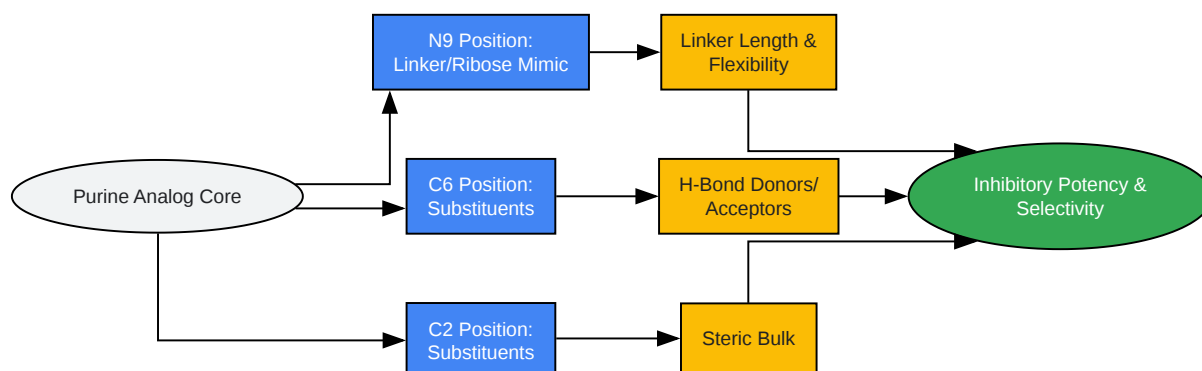 N9 Position:
Linker/Ribose Mimic
Linker Length &
Flexibility
Purine Analog Core
C6 Position:
Substituents
H-Bond Donors/
Acceptors
Inhibitory Potency &
Selectivity
C2 Position:
Substituents
Steric Bulk